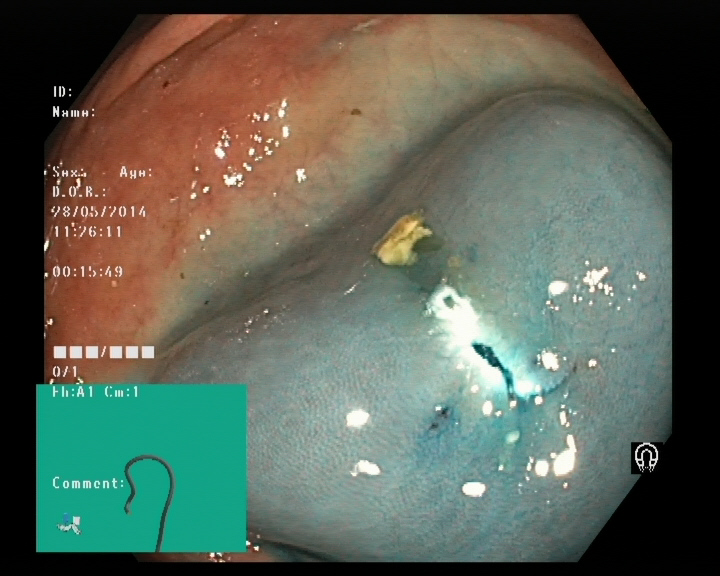 ID:
Name:
Sex: Age:
D.O.B.:
28/05/2014
11:26:11
00:15:49
■■■/■■■
0/1
Eh:A1 Cm:1
Comment: